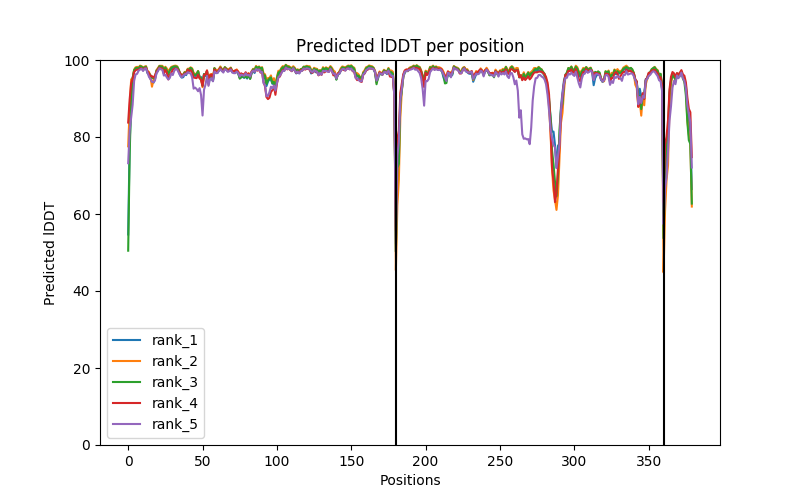 Predicted lDDT per position
Predicted lDDT
100
80
60
40
20
0
rank_1
rank_2
rank_3
rank_4
rank_5
0 50 100 150 200 250 300 350
Positions